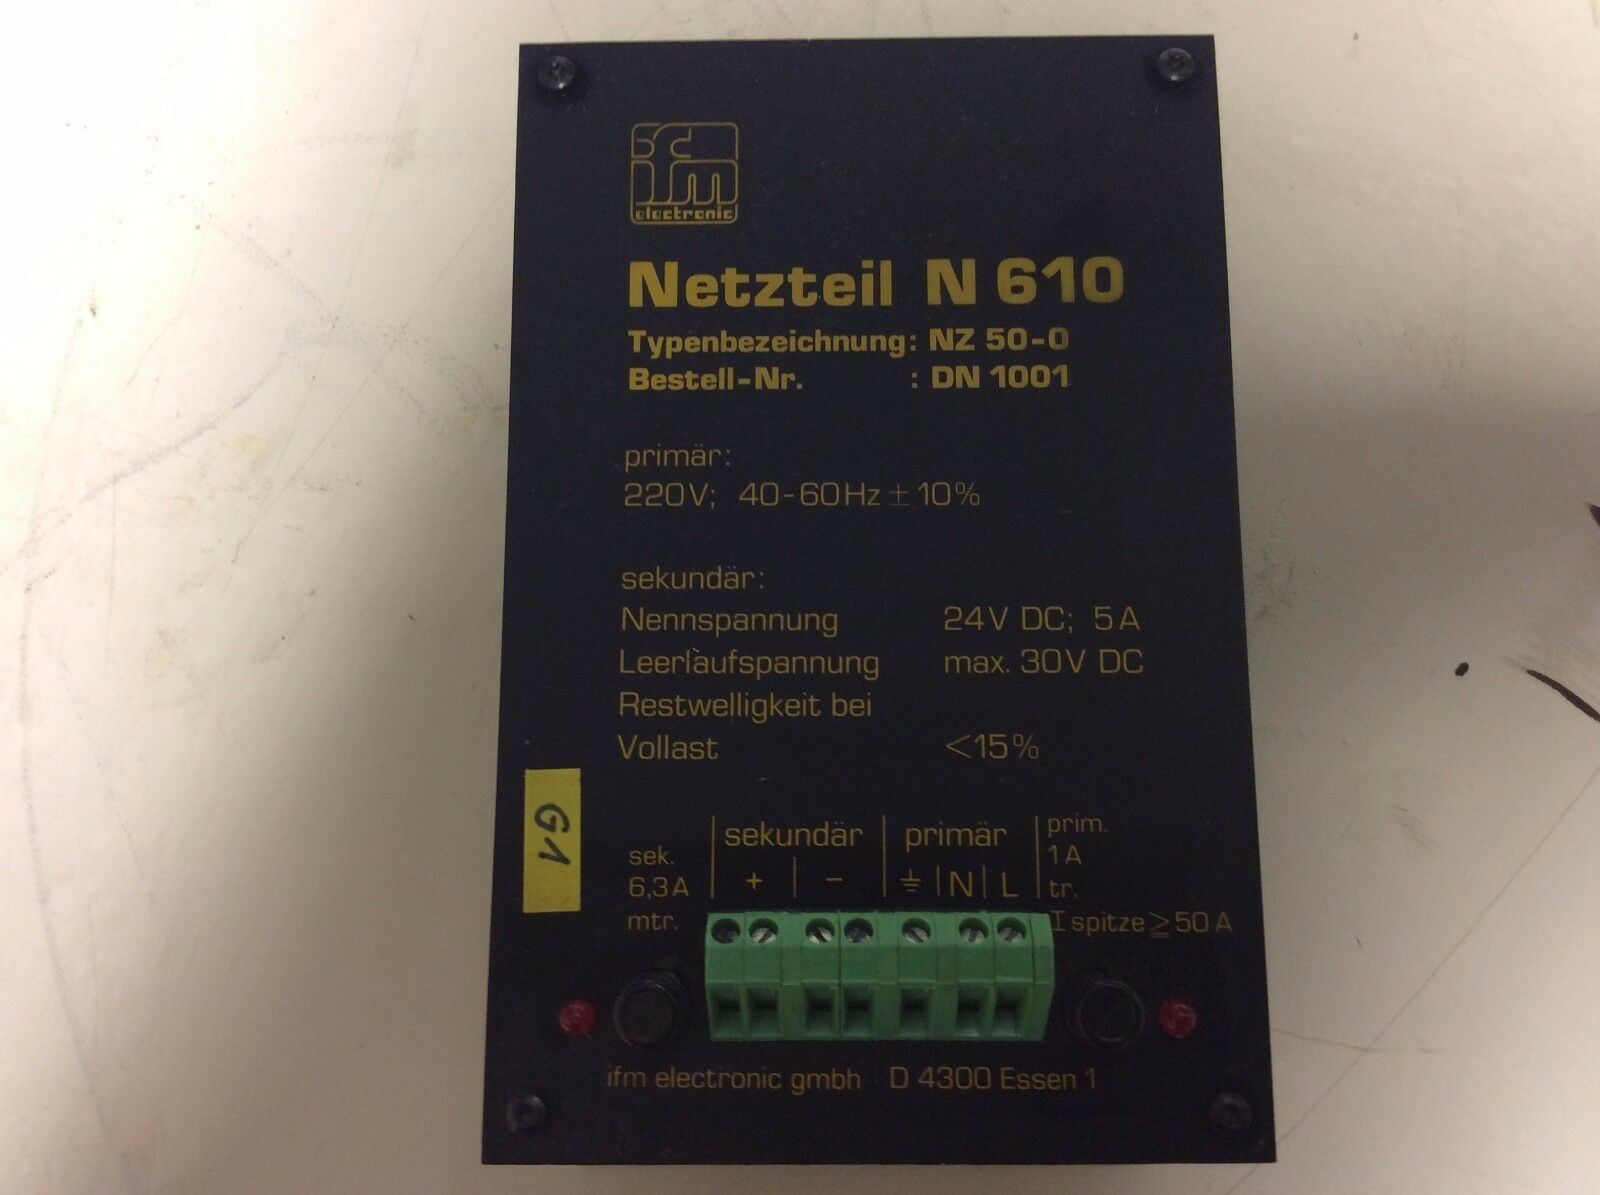 ifm
electronic
Netzteil N 610
Typenbezeichnung: NZ 50-0
Bestell-Nr. : DN 1001
primär:
220V; 40-60Hz ± 10%
sekundär:
Nennspannung 24V DC; 5A
Leerlaufspannung max. 30V DC
Restwelligkeit bei
Vollast <15%
G1
sek.
6,3A
mtr.
sekundär
+ | -
primär
⏚ | N | L
prim.
1A
tr.
I spitze ≧ 50A
ifm electronic gmbh D 4300 Essen 1